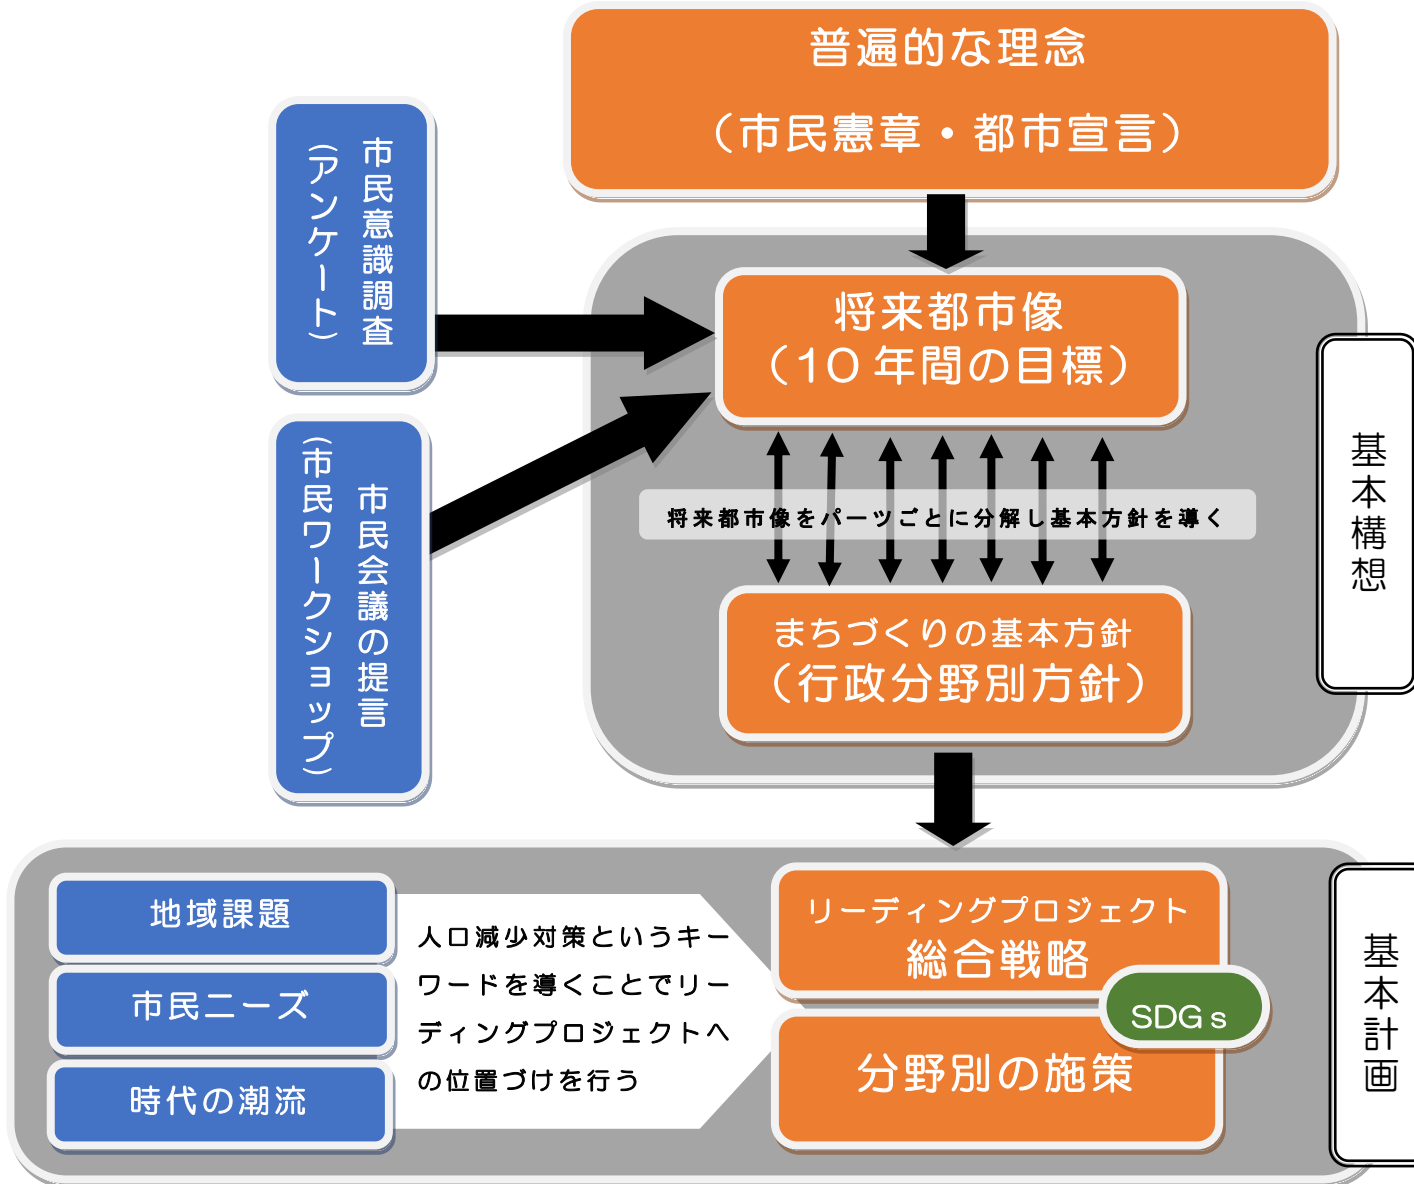 普遍的な理念
（市民憲章・都市宣言）
市民意識調査
（アンケート）
将来都市像
（10年間の目標）
市民会議の提言
（市民ワークショップ）
将来都市像をパーツごとに分解し基本方針を導く
まちづくりの基本方針
（行政分野別方針）
基本構想
地域課題
市民ニーズ
時代の潮流
人口減少対策というキー
ワードを導くことでリー
ディングプロジェクトへ
の位置づけを行う
リーディングプロジェクト
総合戦略
SDGs
分野別の施策
基本計画